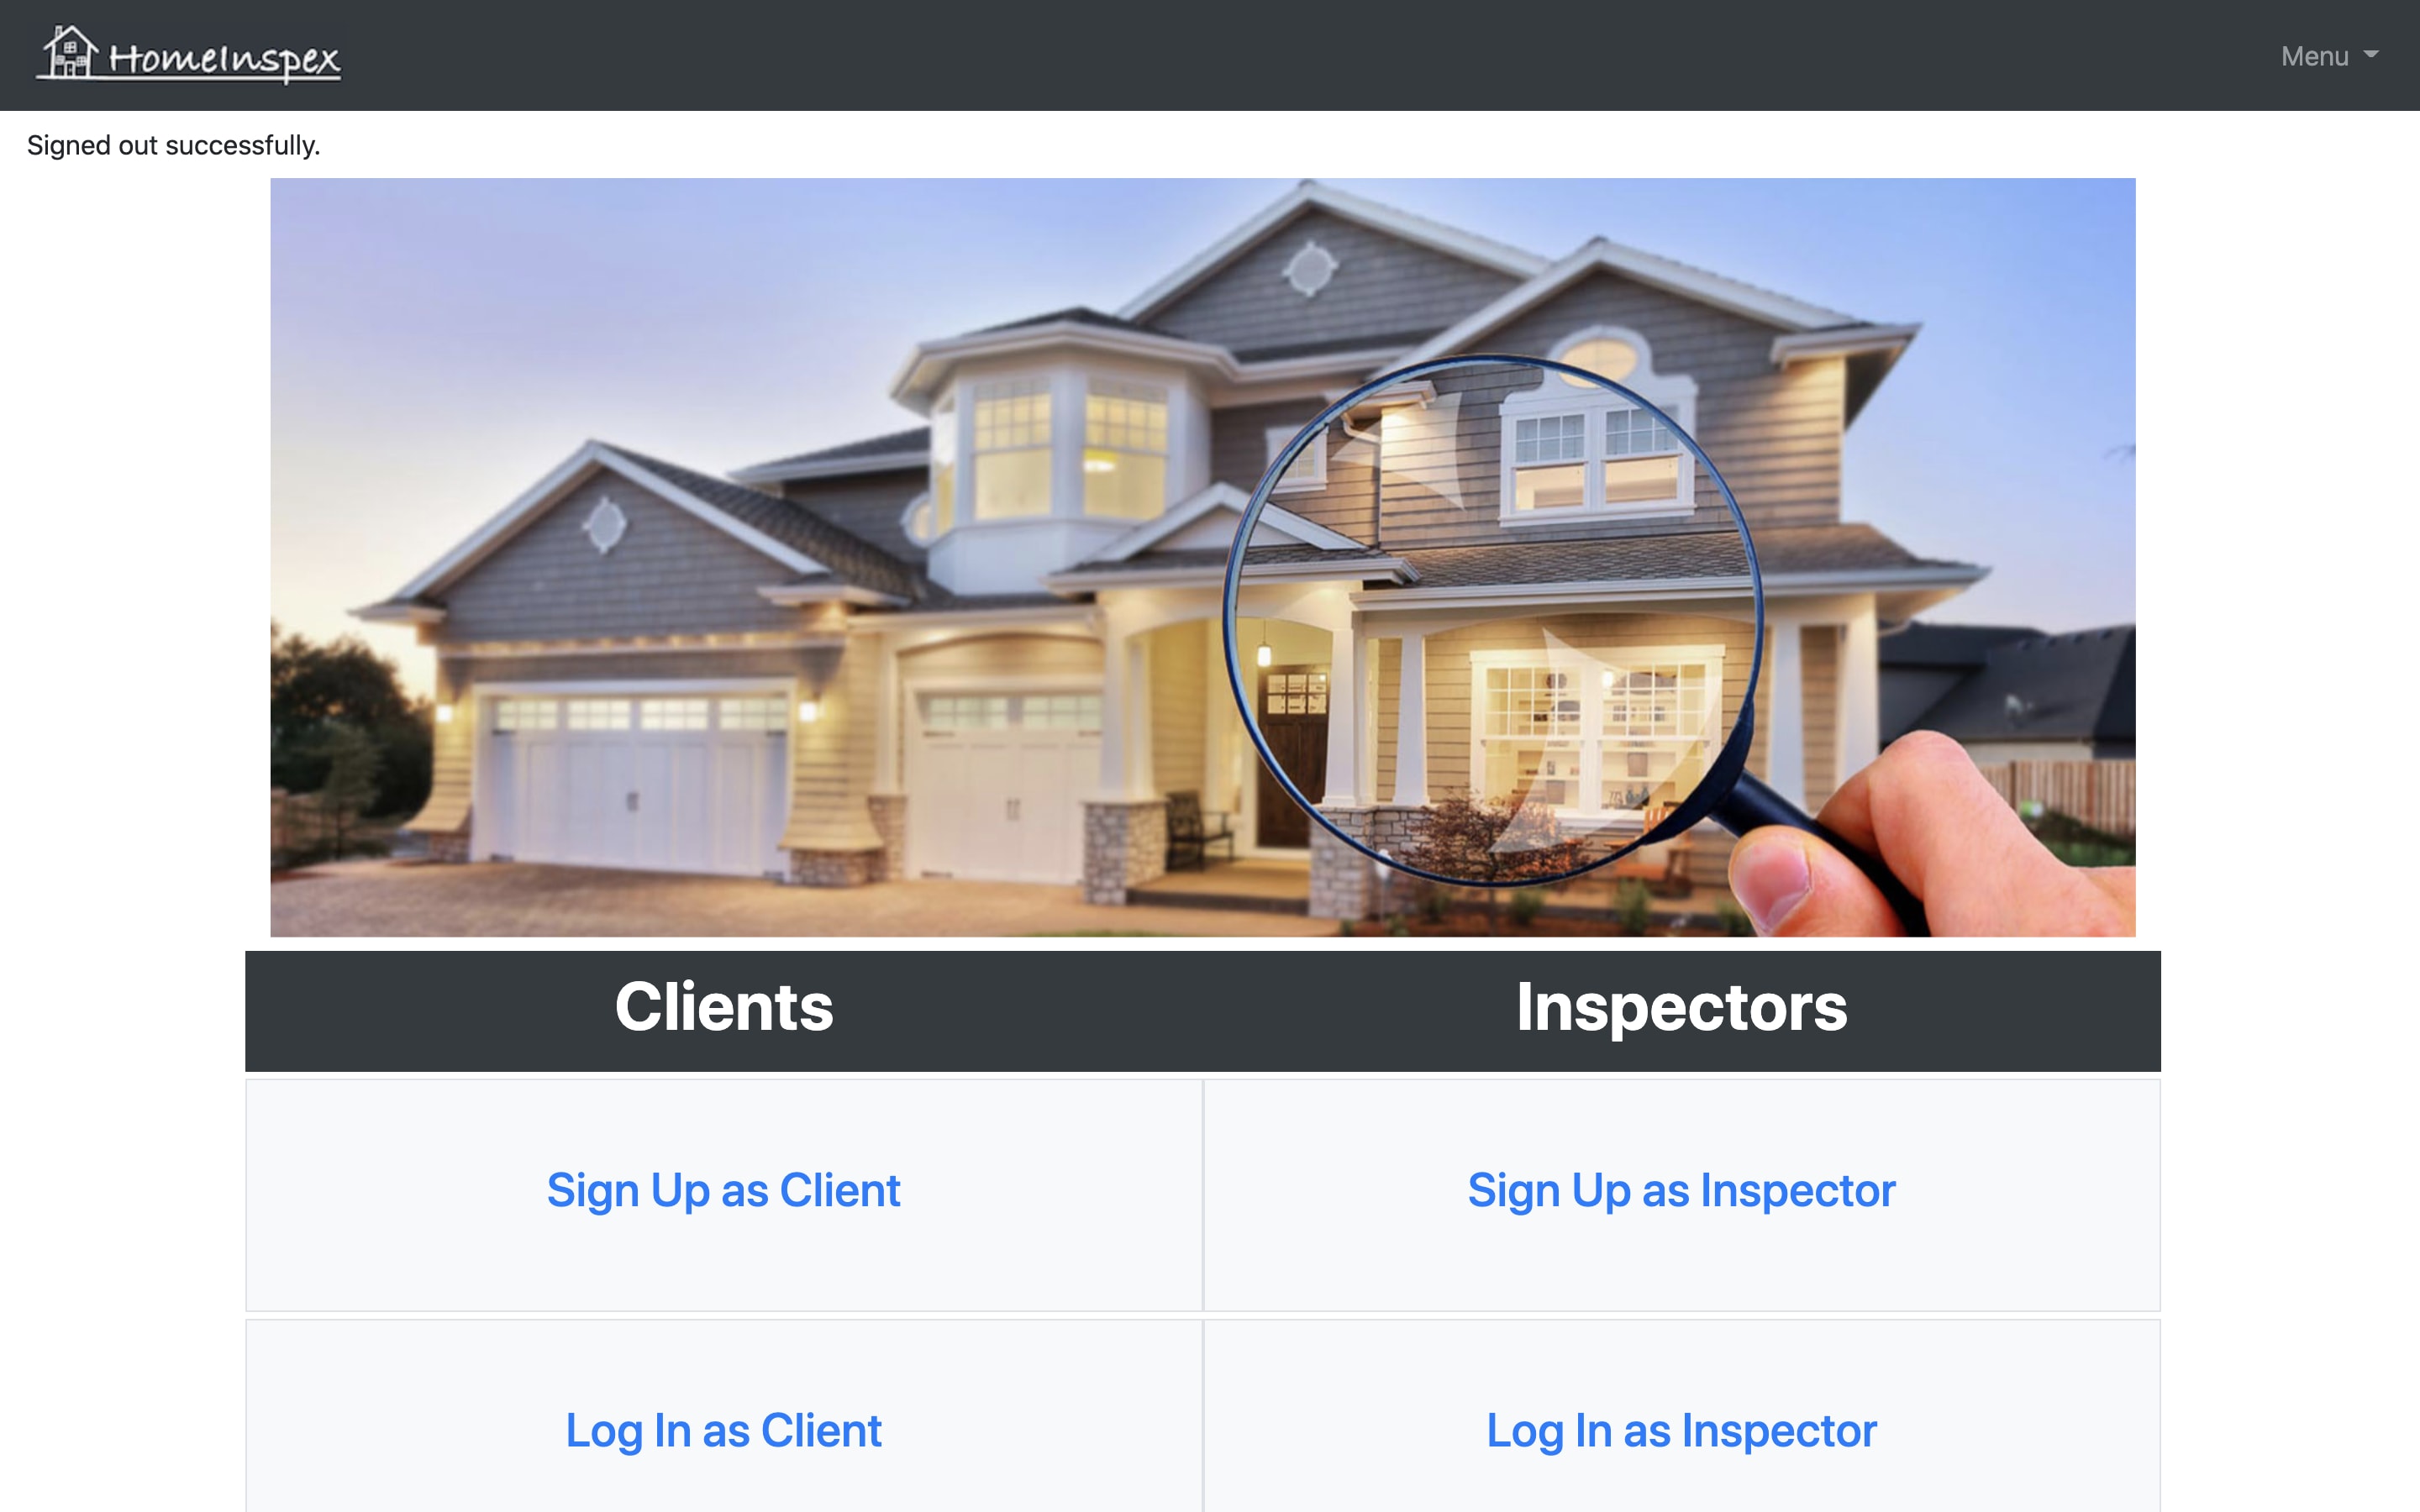 HomeInspex
Menu
Signed out successfully.
Clients
Inspectors
Sign Up as Client
Sign Up as Inspector
Log In as Client
Log In as Inspector